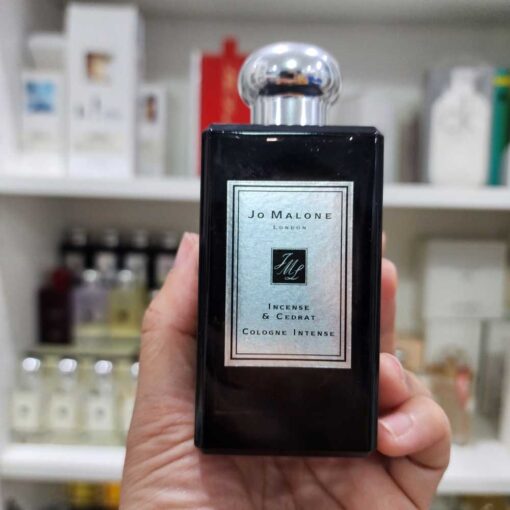 Jo Malone
London
JML
Incense
& Cedrat
Cologne Intense